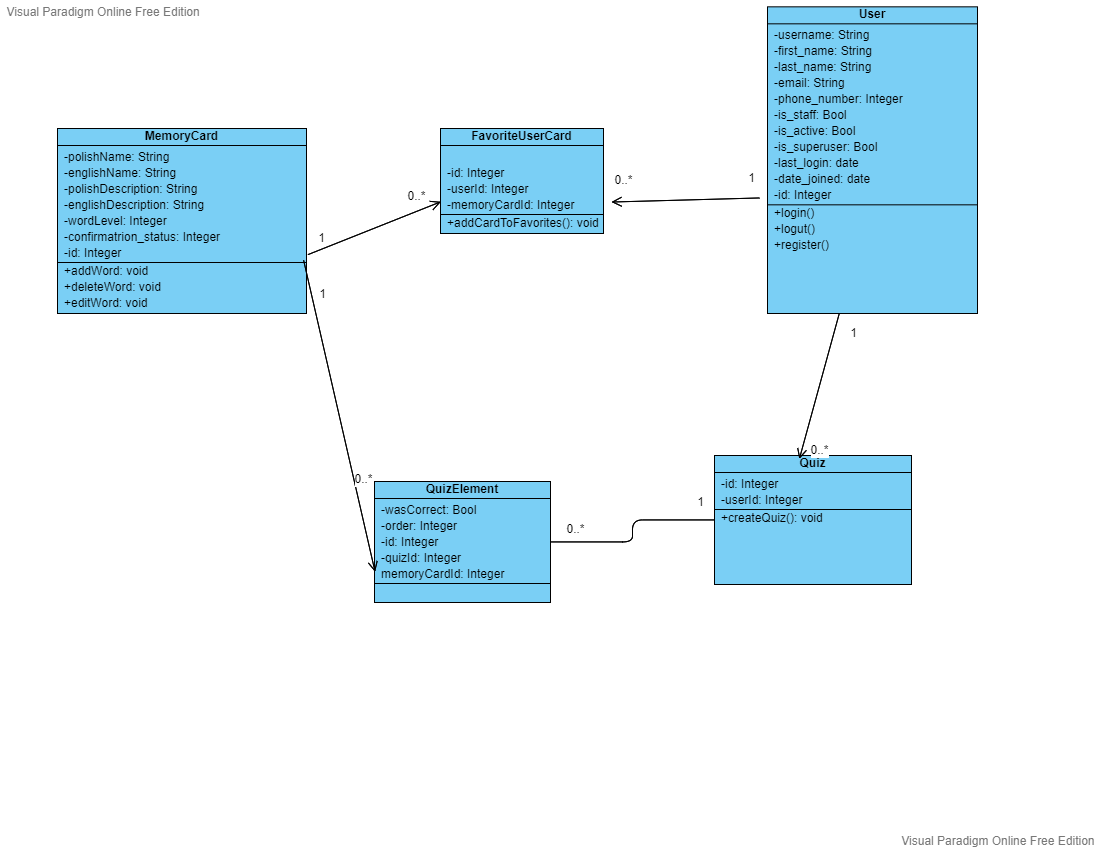 Visual Paradigm Online Free Edition
User
-username: String
-first_name: String
-last_name: String
-email: String
-phone_number: Integer
-is_staff: Bool
-is_active: Bool
-is_superuser: Bool
-last_login: date
-date_joined: date
-id: Integer
+login()
+logut()
+register()
MemoryCard
-polishName: String
-englishName: String
-polishDescription: String
-englishDescription: String
-wordLevel: Integer
-confirmatrion_status: Integer
-id: Integer
+addWord: void
+deleteWord: void
+editWord: void
FavoriteUserCard
-id: Integer
-userId: Integer
-memoryCardId: Integer
+addCardToFavorites(): void
0..*
1
0..*
1
1
1
0..*
0..*
QuizElement
-wasCorrect: Bool
-order: Integer
-id: Integer
-quizId: Integer
memoryCardId: Integer
0..*
1
Quiz
-id: Integer
-userId: Integer
+createQuiz(): void
Visual Paradigm Online Free Edition